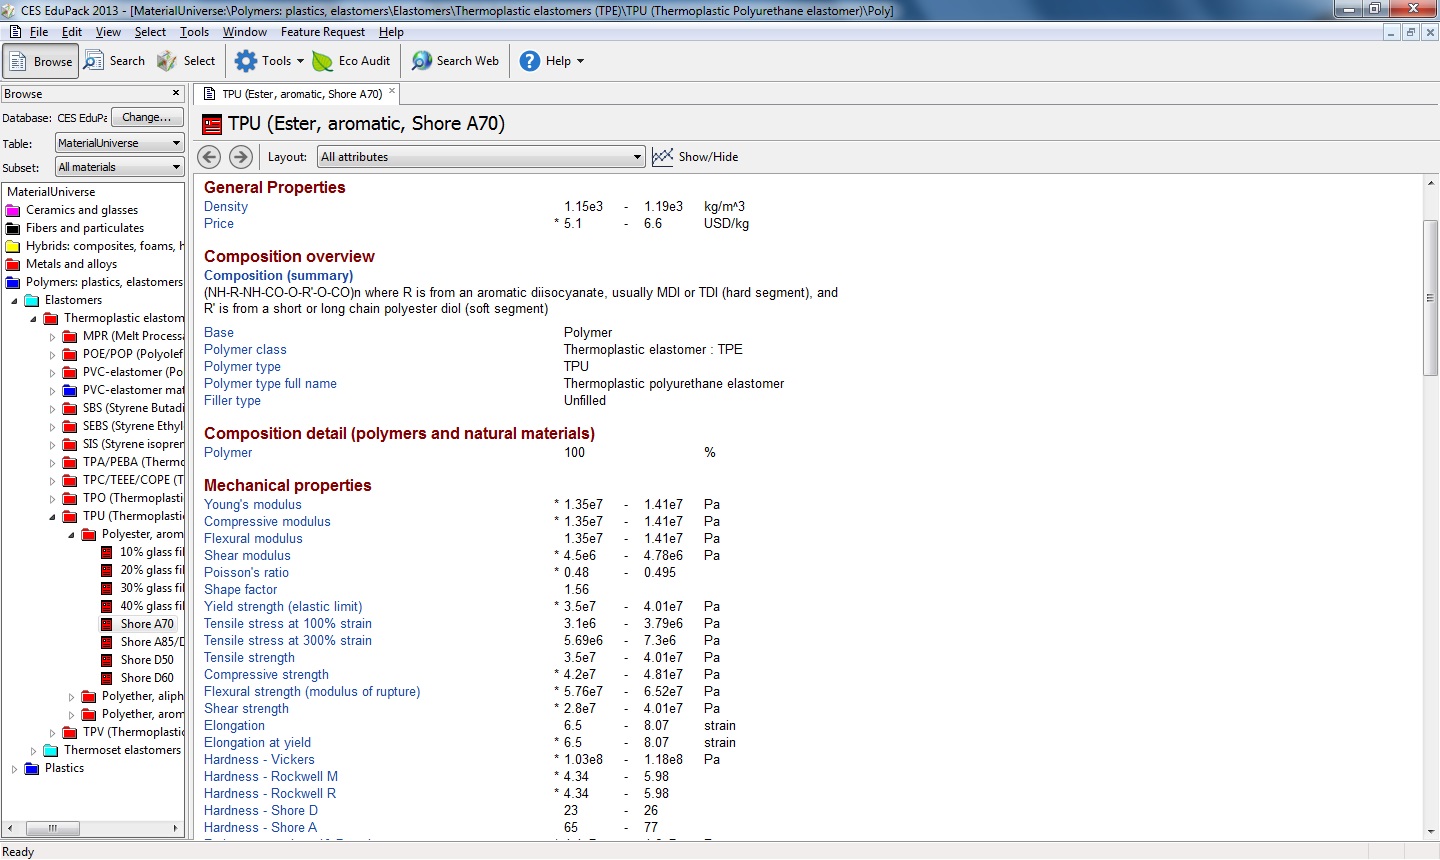 CES EduPack 2013 - [MaterialUniverse:\Polymers: plastics, elastomers\Elastomers\Thermoplastic elastomers (TPE)\TPU (Thermoplastic Polyurethane elastomer)\Poly]
File Edit View Select Tools Window Feature Request Help
Browse Search Select Tools Eco Audit Search Web Help
Browse
Database: CES EduPa Change...
Table: MaterialUniverse
Subset: All materials
MaterialUniverse
Ceramics and glasses
Fibers and particulates
Hybrids: composites, foams, h
Metals and alloys
Polymers: plastics, elastomers
Elastomers
Thermoplastic elastom
MPR (Melt Processa
POE/POP (Polyolef
PVC-elastomer (Po
PVC-elastomer mat
SBS (Styrene Butadi
SEBS (Styrene Ethyl
SIS (Styrene isopren
TPA/PEBA (Thermo
TPC/TEEE/COPE (T
TPO (Thermoplasti
TPU (Thermoplastic
Polyester, arom
10% glass fil
20% glass fil
30% glass fil
40% glass fil
Shore A70
Shore A85/D
Shore D50
Shore D60
Polyether, aliph
Polyether, arom
TPV (Thermoplastic
Thermoset elastomers
Plastics
TPU (Ester, aromatic, Shore A70)
TPU (Ester, aromatic, Shore A70)
Layout: All attributes Show/Hide
General Properties
Density 1.15e3 - 1.19e3 kg/m^3
Price * 5.1 - 6.6 USD/kg
Composition overview
Composition (summary)
(NH-R-NH-CO-O-R'-O-CO)n where R is from an aromatic diisocyanate, usually MDI or TDI (hard segment), and
R' is from a short or long chain polyester diol (soft segment)
Base Polymer
Polymer class Thermoplastic elastomer : TPE
Polymer type TPU
Polymer type full name Thermoplastic polyurethane elastomer
Filler type Unfilled
Composition detail (polymers and natural materials)
Polymer 100 %
Mechanical properties
Young's modulus * 1.35e7 - 1.41e7 Pa
Compressive modulus * 1.35e7 - 1.41e7 Pa
Flexural modulus 1.35e7 - 1.41e7 Pa
Shear modulus * 4.5e6 - 4.78e6 Pa
Poisson's ratio * 0.48 - 0.495
Shape factor 1.56
Yield strength (elastic limit) * 3.5e7 - 4.01e7 Pa
Tensile stress at 100% strain 3.1e6 - 3.79e6 Pa
Tensile stress at 300% strain 5.69e6 - 7.3e6 Pa
Tensile strength 3.5e7 - 4.01e7 Pa
Compressive strength * 4.2e7 - 4.81e7 Pa
Flexural strength (modulus of rupture) * 5.76e7 - 6.52e7 Pa
Shear strength * 2.8e7 - 4.01e7 Pa
Elongation 6.5 - 8.07 strain
Elongation at yield * 6.5 - 8.07 strain
Hardness - Vickers * 1.03e8 - 1.18e8 Pa
Hardness - Rockwell M * 4.34 - 5.98
Hardness - Rockwell R * 4.34 - 5.98
Hardness - Shore D 23 - 26
Hardness - Shore A 65 - 77
Ready